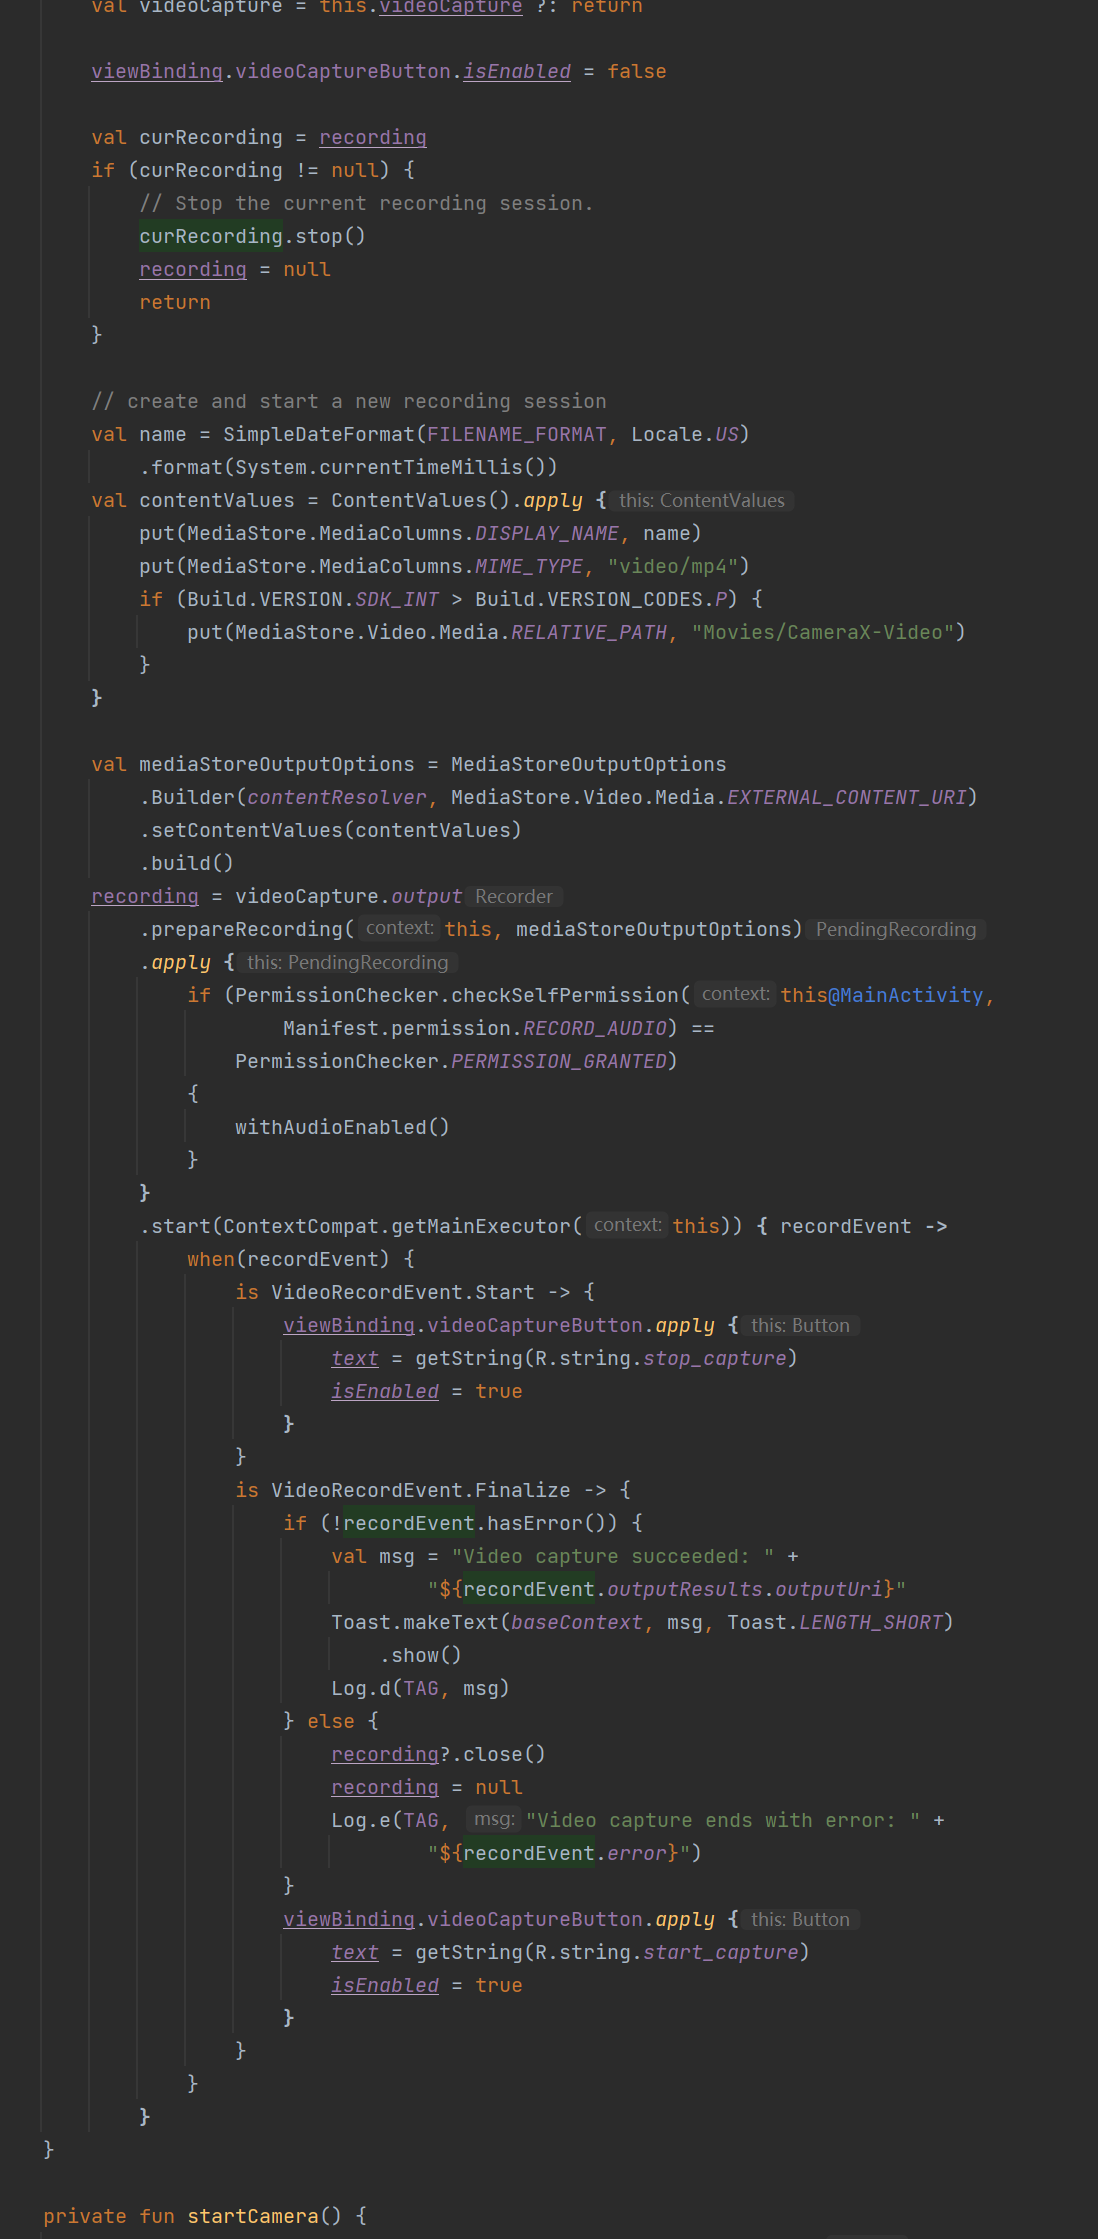 val videoCapture = this.videoCapture ?: return
viewBinding.videoCaptureButton.isEnabled = false
val curRecording = recording
if (curRecording != null) {
// Stop the current recording session.
curRecording.stop()
recording = null
return
}
// create and start a new recording session
val name = SimpleDateFormat(FILENAME_FORMAT, Locale.US)
.format(System.currentTimeMillis())
val contentValues = ContentValues().apply { this: ContentValues
put(MediaStore.MediaColumns.DISPLAY_NAME, name)
put(MediaStore.MediaColumns.MIME_TYPE, "video/mp4")
if (Build.VERSION.SDK_INT > Build.VERSION_CODES.P) {
put(MediaStore.Video.Media.RELATIVE_PATH, "Movies/CameraX-Video")
}
}
val mediaStoreOutputOptions = MediaStoreOutputOptions
.Builder(contentResolver, MediaStore.Video.Media.EXTERNAL_CONTENT_URI)
.setContentValues(contentValues)
.build()
recording = videoCapture.output Recorder
.prepareRecording( context: this, mediaStoreOutputOptions) PendingRecording
.apply { this: PendingRecording
if (PermissionChecker.checkSelfPermission( context: this@MainActivity,
Manifest.permission.RECORD_AUDIO) ==
PermissionChecker.PERMISSION_GRANTED)
{
withAudioEnabled()
}
}
.start(ContextCompat.getMainExecutor( context: this)) { recordEvent ->
when(recordEvent) {
is VideoRecordEvent.Start -> {
viewBinding.videoCaptureButton.apply { this: Button
text = getString(R.string.stop_capture)
isEnabled = true
}
}
is VideoRecordEvent.Finalize -> {
if (!recordEvent.hasError()) {
val msg = "Video capture succeeded: " +
"${recordEvent.outputResults.outputUri}"
Toast.makeText(baseContext, msg, Toast.LENGTH_SHORT)
.show()
Log.d(TAG, msg)
} else {
recording?.close()
recording = null
Log.e(TAG, msg: "Video capture ends with error: " +
"${recordEvent.error}")
}
viewBinding.videoCaptureButton.apply { this: Button
text = getString(R.string.start_capture)
isEnabled = true
}
}
}
}
}
private fun startCamera() {